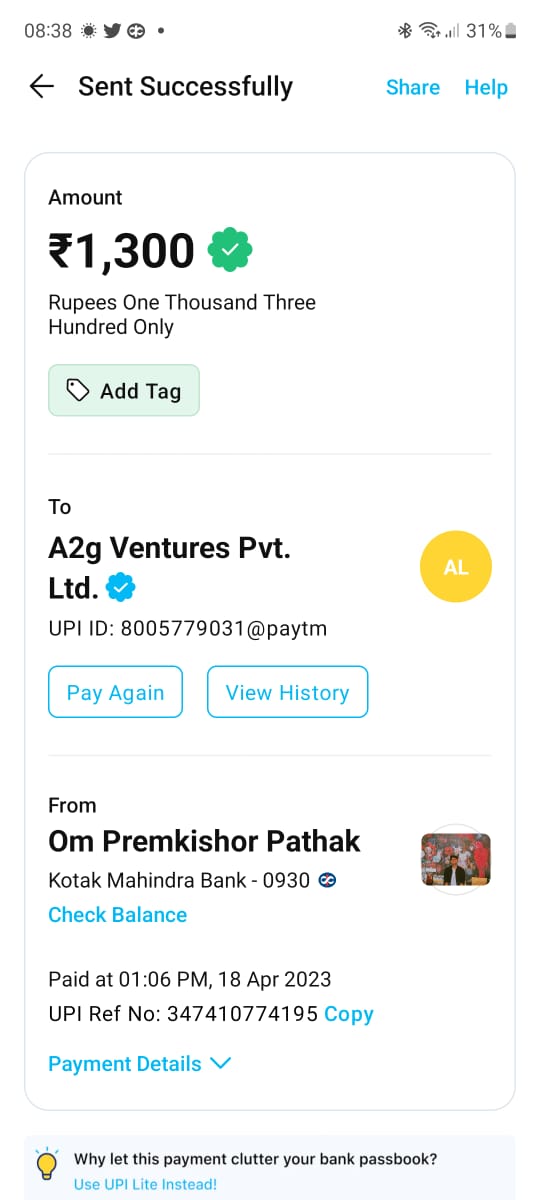 08:38
31%
Sent Successfully
Share
Help
Amount
₹1,300
Rupees One Thousand Three
Hundred Only
Add Tag
To
A2g Ventures Pvt.
Ltd.
AL
UPI ID: 8005779031@paytm
Pay Again
View History
From
Om Premkishor Pathak
Kotak Mahindra Bank - 0930
Check Balance
Paid at 01:06 PM, 18 Apr 2023
UPI Ref No: 347410774195 Copy
Payment Details
Why let this payment clutter your bank passbook?
Use UPI Lite Instead!